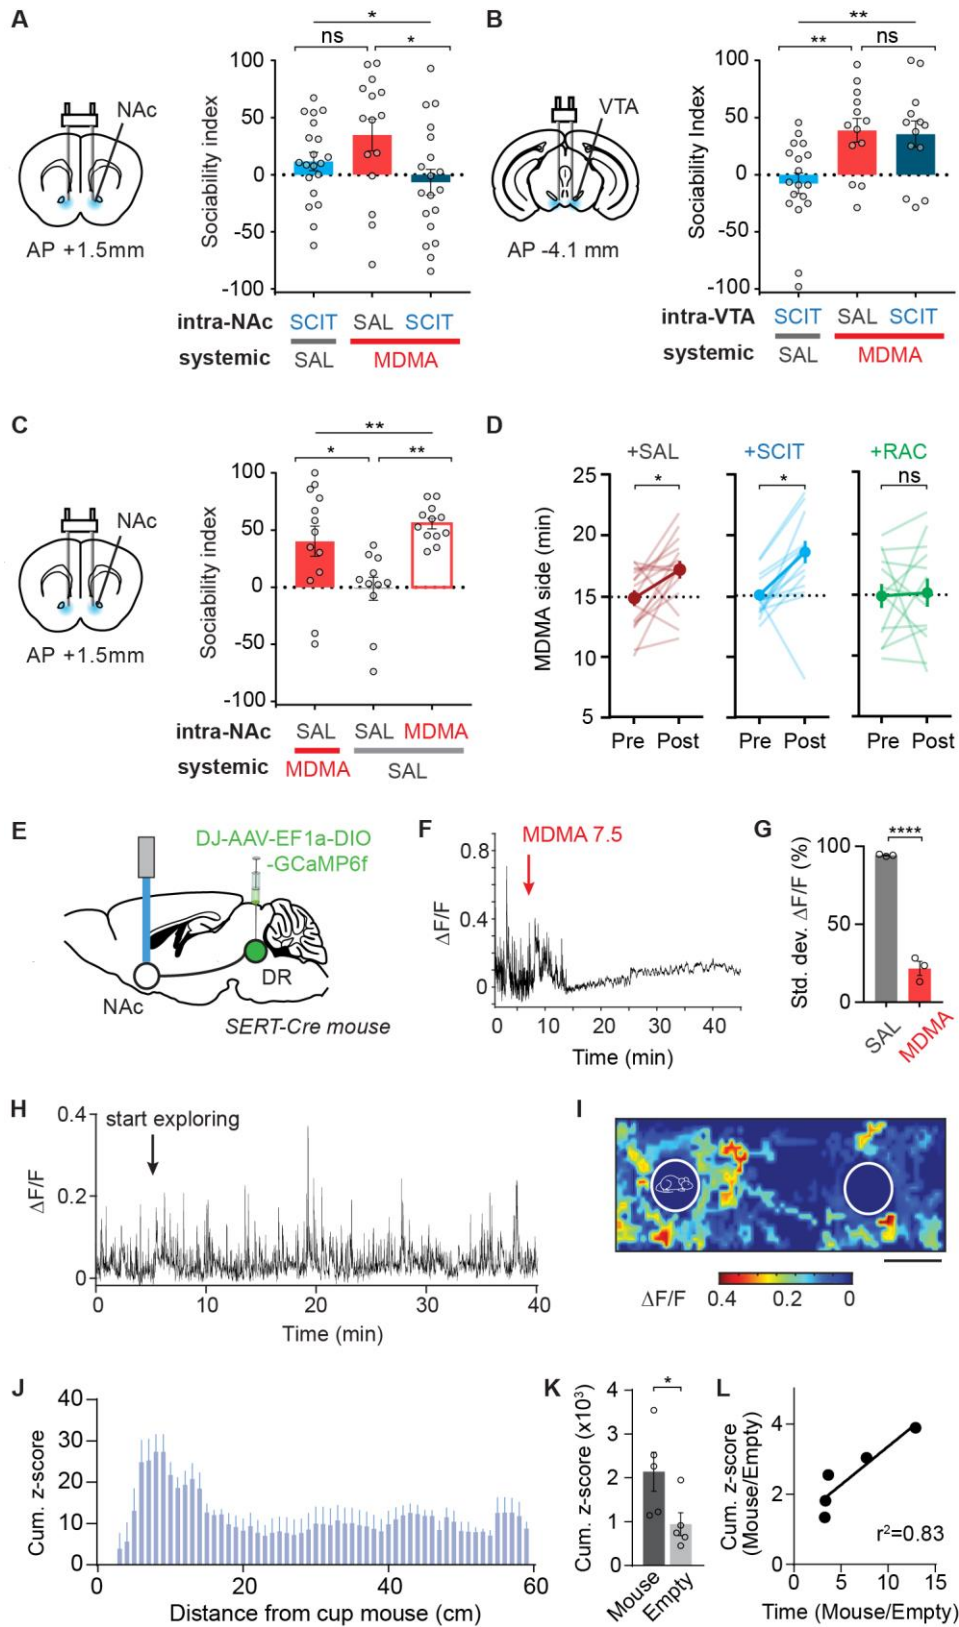 A
NAc
AP +1.5mm
Sociability index
100
50
0
-50
-100
*
ns
*
intra-NAc SCIT SAL SCIT
systemic SAL MDMA
B
VTA
AP -4.1 mm
Sociability Index
100
50
0
-50
-100
**
**
ns
intra-VTA SCIT SAL SCIT
systemic SAL MDMA
C
NAc
AP +1.5mm
Sociability index
100
50
0
-50
-100
**
*
**
intra-NAc SAL SAL MDMA
systemic MDMA SAL
D
+SAL +SCIT +RAC
* * ns
MDMA side (min)
25
20
15
10
5
Pre Post Pre Post Pre Post
E
DJ-AAV-EF1a-DIO
-GCaMP6f
NAc
DR
SERT-Cre mouse
F
MDMA 7.5
ΔF/F
0.8
0.4
0
0 10 20 30 40
Time (min)
G
****
Std. dev. ΔF/F (%)
100
50
0
SAL
MDMA
H
start exploring
ΔF/F
0.4
0.2
0
0 10 20 30 40
Time (min)
I
ΔF/F
0.4 0.2 0
J
Cum. z-score
40
30
20
10
0
0 20 40 60
Distance from cup mouse (cm)
K
*
Cum. z-score (x10³)
4
3
2
1
0
Mouse
Empty
L
Cum. z-score
(Mouse/Empty)
4
2
0
r²=0.83
0 5 10 15
Time (Mouse/Empty)